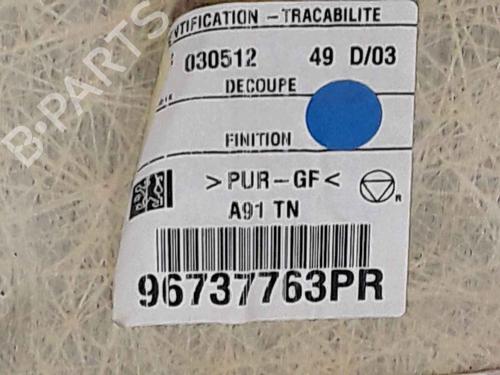 NTIFICATION - TRACABILITE
030512 49 D/03
DECOUPE
FINITION
>PUR-GF<
R
A91 TN
96737763PR
B-PARTS